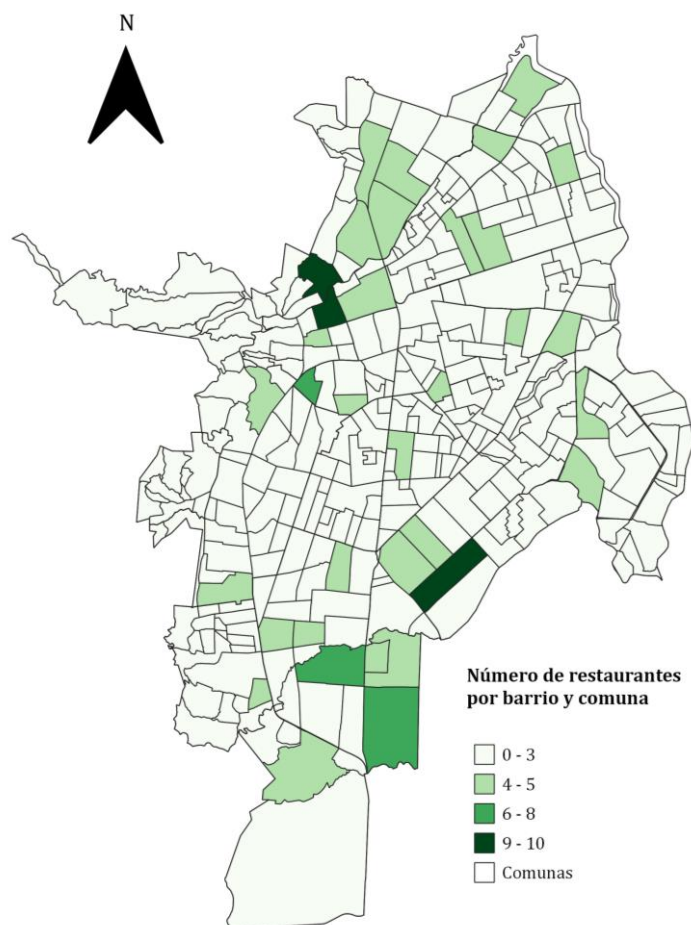 N
Número de restaurantes
por barrio y comuna
0 - 3
4 - 5
6 - 8
9 - 10
Comunas